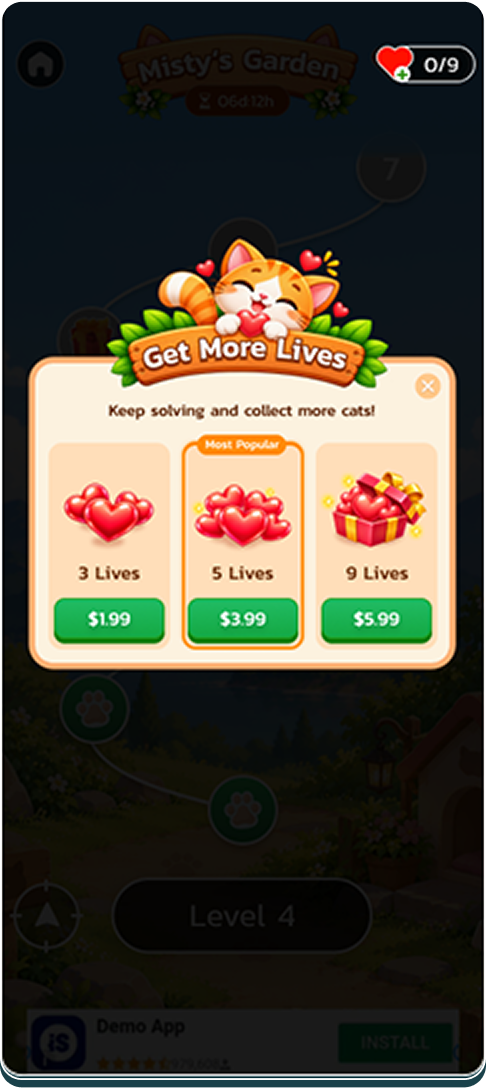 Misty's Garden
06d:12h
0/9
7
Get More Lives
Keep solving and collect more cats!
Most Popular
3 Lives
5 Lives
9 Lives
$1.99
$3.99
$5.99
Level 4
iS
Demo App
INSTALL